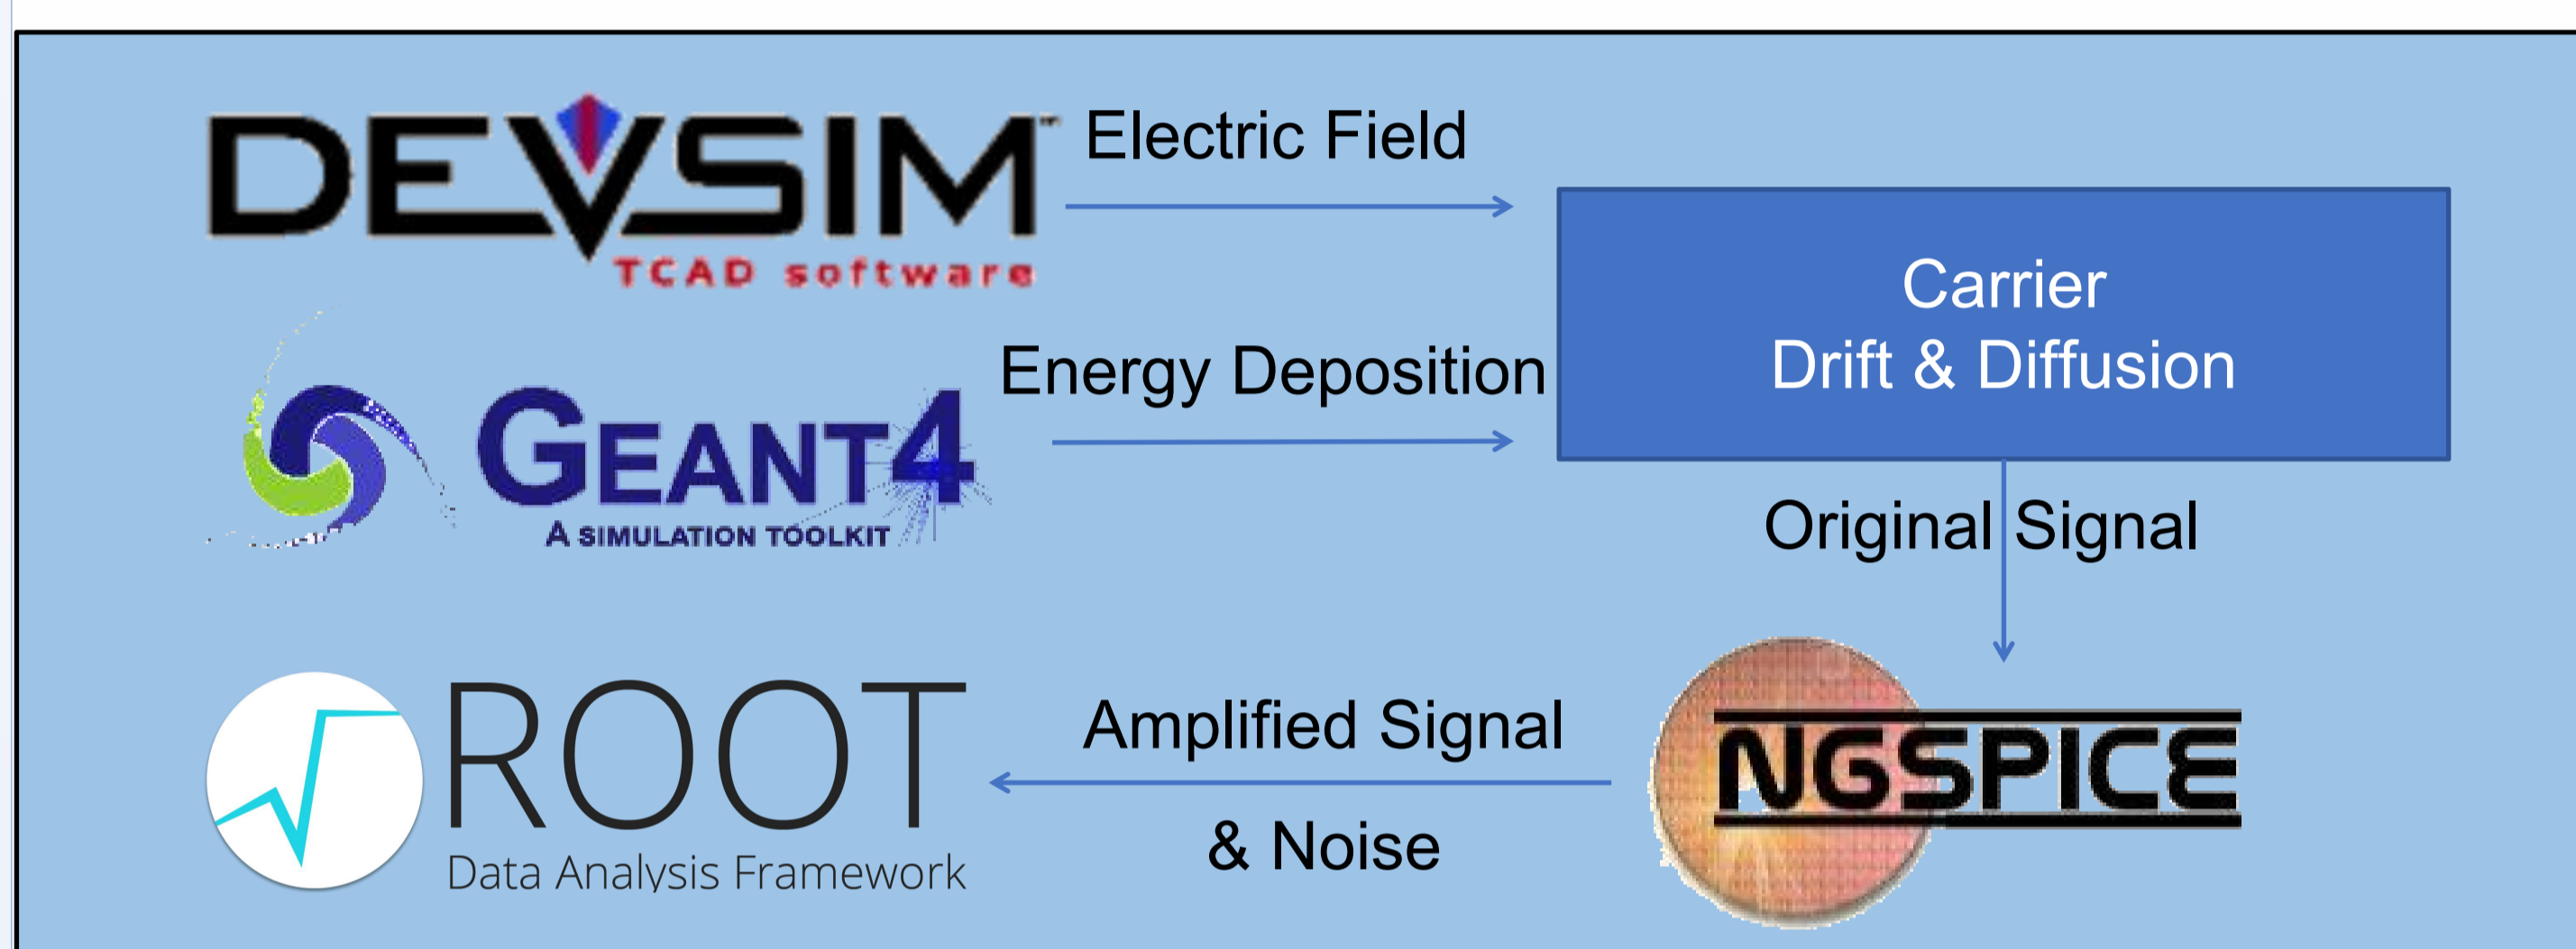 DEVSIM™
TCAD software
Electric Field
Carrier
Drift & Diffusion
GEANT4
A SIMULATION TOOLKIT
Energy Deposition
Original Signal
ROOT
Data Analysis Framework
Amplified Signal
& Noise
NGSPICE